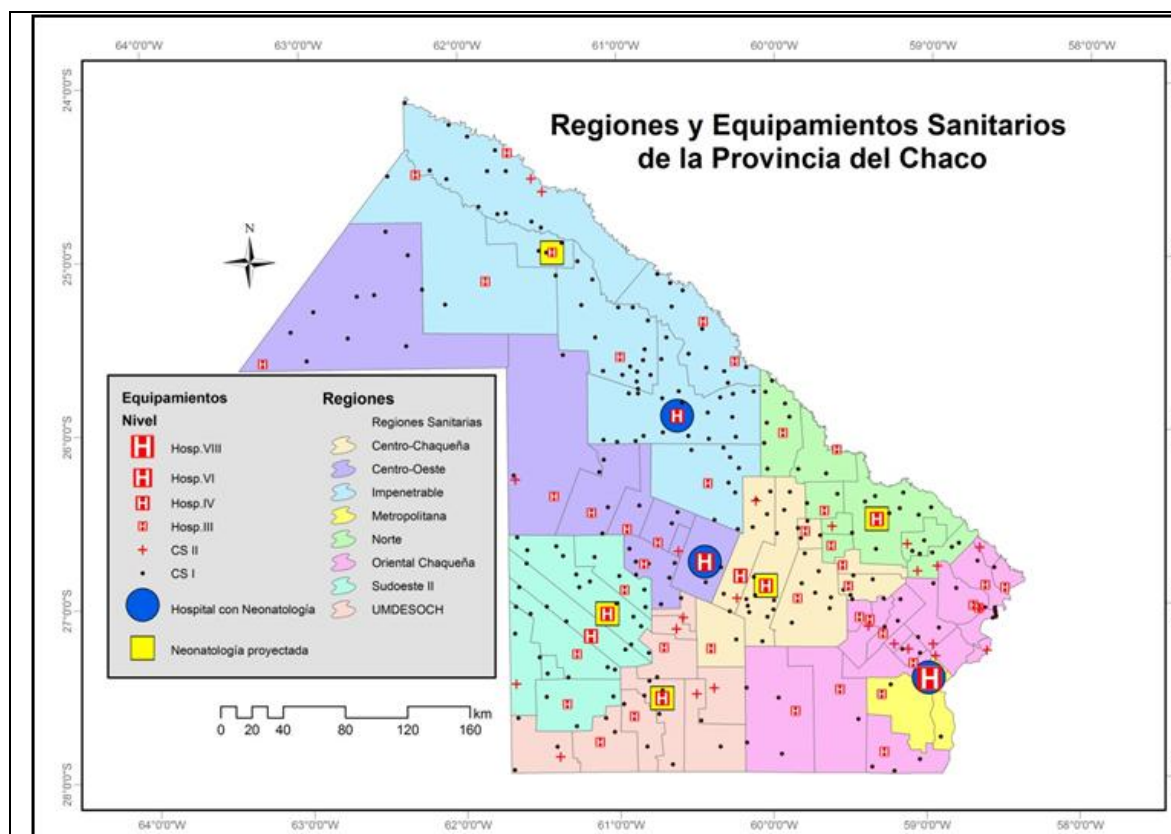 64°0'0"W 63°0'0"W 62°0'0"W 61°0'0"W 60°0'0"W 59°0'0"W 58°0'0"W
24°0'0"S
Regiones y Equipamientos Sanitarios
de la Provincia del Chaco
N
25°0'0"S
Equipamientos
Nivel
H Hosp.VIII
H Hosp.VI
H Hosp.IV
H Hosp.III
CS II
CS I
Hospital con Neonatología
Neonatología proyectada
Regiones
Regiones Sanitarias
Centro-Chaqueña
Centro-Oeste
Impenetrable
Metropolitana
Norte
Oriental Chaqueña
Sudoeste II
UMDESOCH
26°0'0"S
27°0'0"S
28°0'0"S
km
0 20 40 80 120 160
64°0'0"W 63°0'0"W 62°0'0"W 61°0'0"W 60°0'0"W 59°0'0"W 58°0'0"W